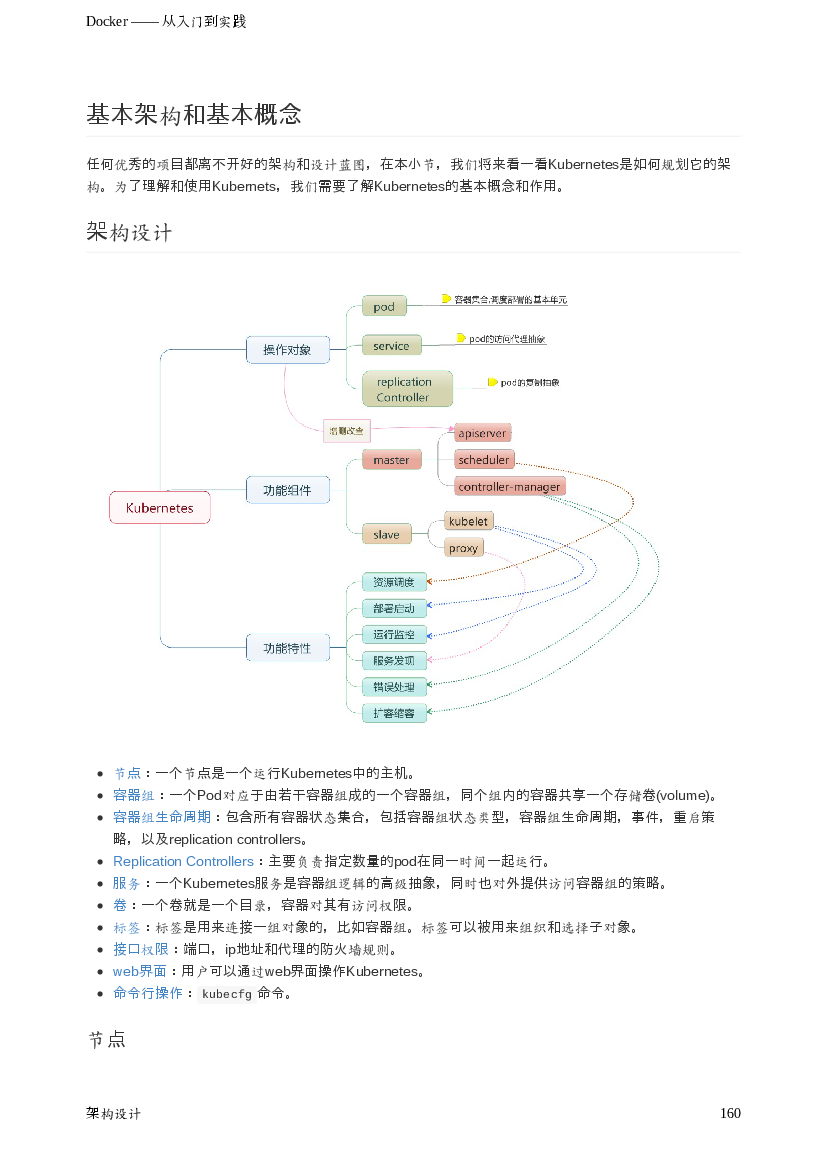 Docker —— 从入门到实践
基本架构和基本概念
任何优秀的项目都离不开好的架构和设计蓝图，在本小节，我们将来看一看Kubernetes是如何规划它的架
构。为了理解和使用Kubernets，我们需要了解Kubernetes的基本概念和作用。
架构设计
pod
容器集合,调度部署的基本单元
service
pod的访问代理抽象
操作对象
replication
Controller
pod的复制抽象
增删改查
apiserver
master
scheduler
controller-manager
功能组件
Kubernetes
kubelet
slave
proxy
资源调度
部署启动
运行监控
功能特性
服务发现
错误处理
扩容缩容
节点：一个节点是一个运行Kubernetes中的主机。
容器组：一个Pod对应于由若干容器组成的一个容器组，同个组内的容器共享一个存储卷(volume)。
容器组生命周期：包含所有容器状态集合，包括容器组状态类型，容器组生命周期，事件，重启策
略，以及replication controllers。
Replication Controllers：主要负责指定数量的pod在同一时间一起运行。
服务：一个Kubernetes服务是容器组逻辑的高级抽象，同时也对外提供访问容器组的策略。
卷：一个卷就是一个目录，容器对其有访问权限。
标签：标签是用来连接一组对象的，比如容器组。标签可以被用来组织和选择子对象。
接口权限：端口，ip地址和代理的防火墙规则。
web界面：用户可以通过web界面操作Kubernetes。
命令行操作：kubecfg命令。
节点
架构设计
160